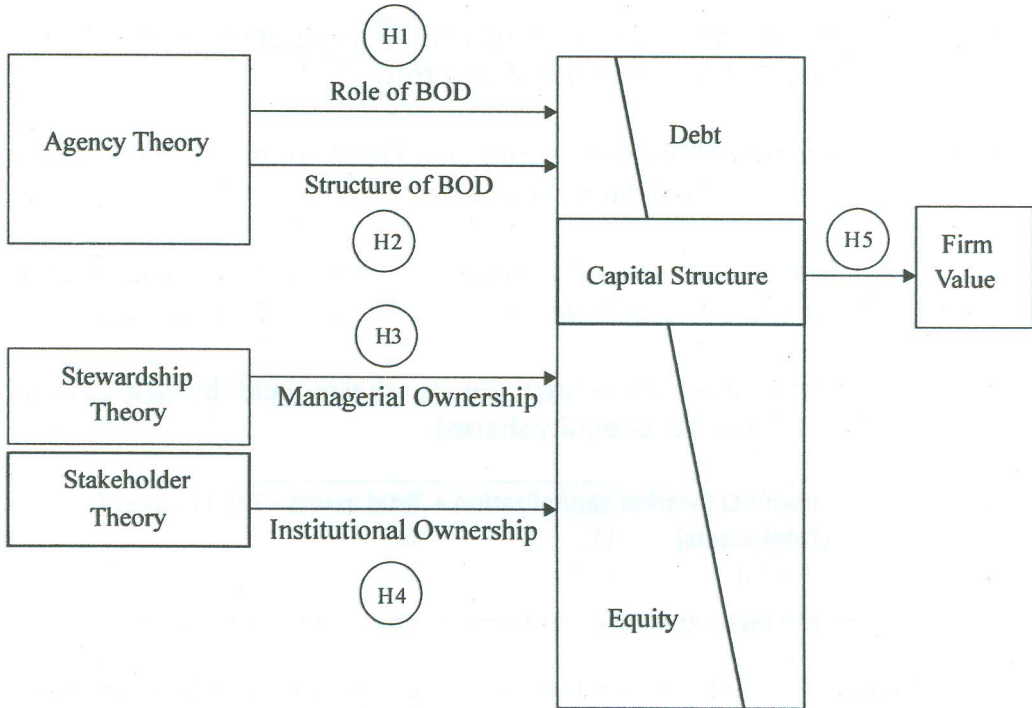 H1
Role of BOD
Agency Theory
Debt
Structure of BOD
H2
H5
Firm
Value
Capital Structure
H3
Stewardship
Theory
Managerial Ownership
Stakeholder
Theory
Institutional Ownership
H4
Equity